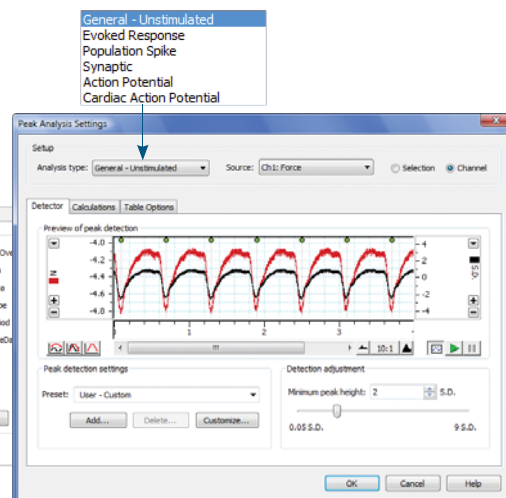 General - Unstimulated
Evoked Response
Population Spike
Synaptic
Action Potential
Cardiac Action Potential
Peak Analysis Settings
Setup
Analysis type: General - Unstimulated Source: Ch1: Force Selection Channel
Detector Calculations Table Options
Preview of peak detection
-4.0
-4.2
-4.4
-4.6
-4.8
N
4
2
0
-2
-4
S.D.
0 1 2 3
10:1
Peak detection settings
Preset: User - Custom
Add... Delete... Customize...
Detection adjustment
Minimum peak height: 2 S.D.
0.05 S.D. 9 S.D.
OK Cancel Help